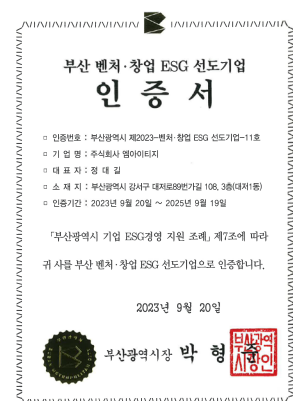 부산 벤처·창업 ESG 선도기업
인 증 서
▫ 인증번호 : 부산광역시 제2023-벤처·창업 ESG 선도기업-11호
▫ 기 업 명 : 주식회사 엠아이티지
▫ 대 표 자 : 정 대 길
▫ 소 재 지 : 부산광역시 강서구 대저로89번가길 108, 3층(대저1동)
▫ 인증기간 : 2023년 9월 20일 ~ 2025년 9월 19일
「부산광역시 기업 ESG경영 지원 조례」제7조에 따라
귀 사를 부산 벤처·창업 ESG 선도기업으로 인증합니다.
2023년 9월 20일
부산광역시장 박 형 준
부산광역
시장인